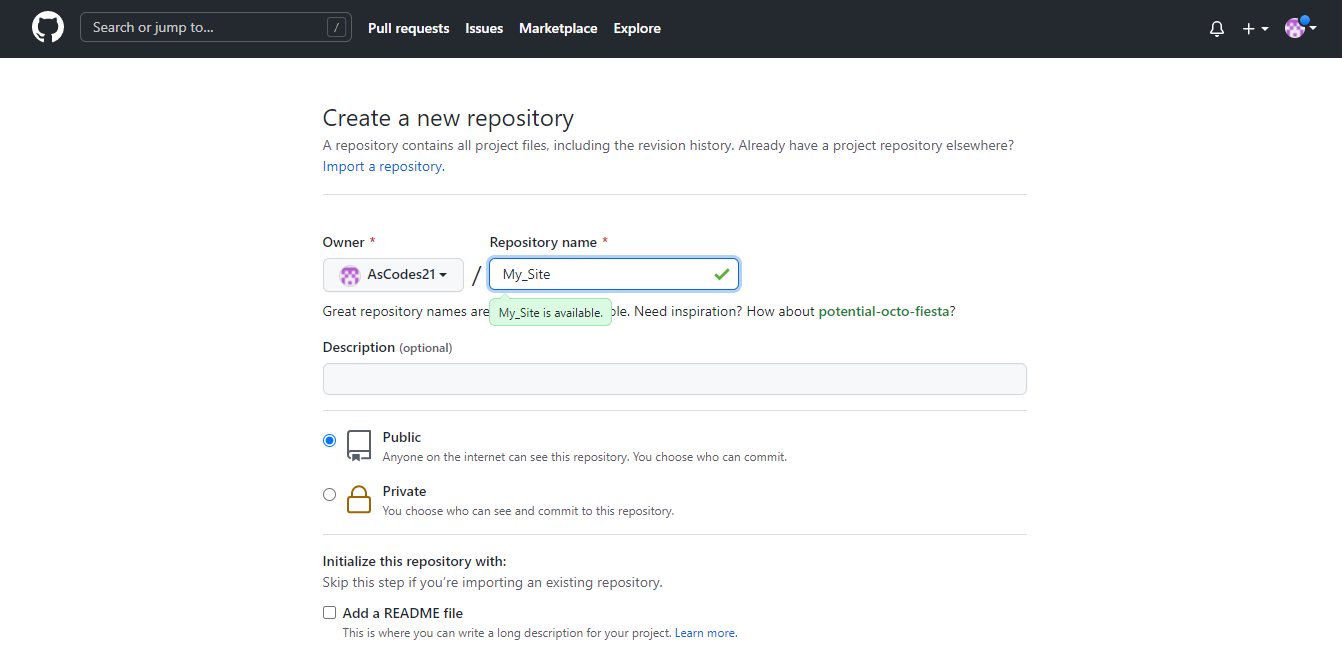 Search or jump to... / Pull requests Issues Marketplace Explore
Create a new repository
A repository contains all project files, including the revision history. Already have a project repository elsewhere?
Import a repository.
Owner * Repository name *
AsCodes21 / My_Site
Great repository names are ple. Need inspiration? How about potential-octo-fiesta?
My_Site is available.
Description (optional)
Public
Anyone on the internet can see this repository. You choose who can commit.
Private
You choose who can see and commit to this repository.
Initialize this repository with:
Skip this step if you're importing an existing repository.
Add a README file
This is where you can write a long description for your project. Learn more.